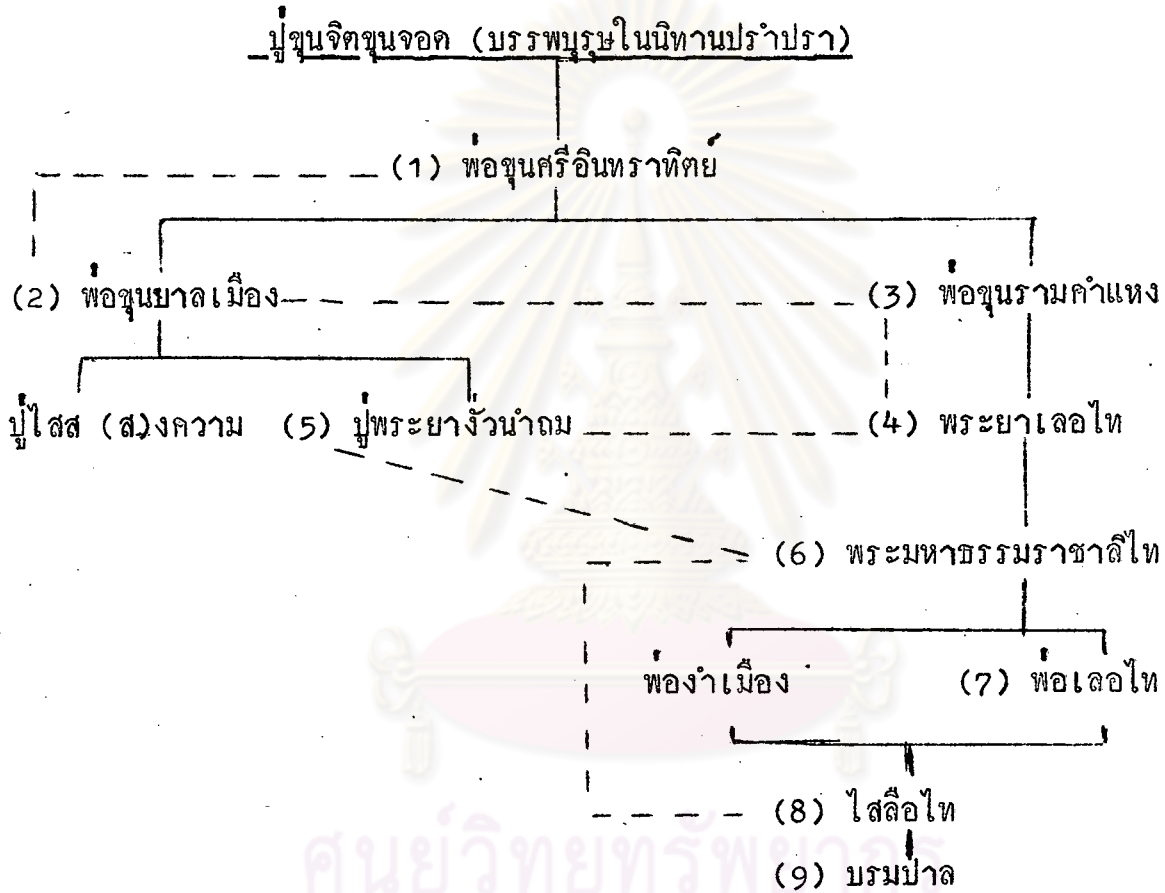 ปู่ขุนจิตขุนจอด (บรรพบุรุษในนิทานปรำปรา)
(1) พ่อขุนศรีอินทราทิตย์
(2) พ่อขุนบาลเมือง (3) พ่อขุนรามคำแหง
ปู่ไสส (ส)งความ (5) ปู่พระยางั่วนำถม (4) พระยาเลอไท
(6) พระมหาธรรมราชาลิไท
พ่องำเมือง (7) พ่อเลอไท
(8) ไสลือไท
ศูนย์วิทยทรัพยากร
(9) บรมปาล